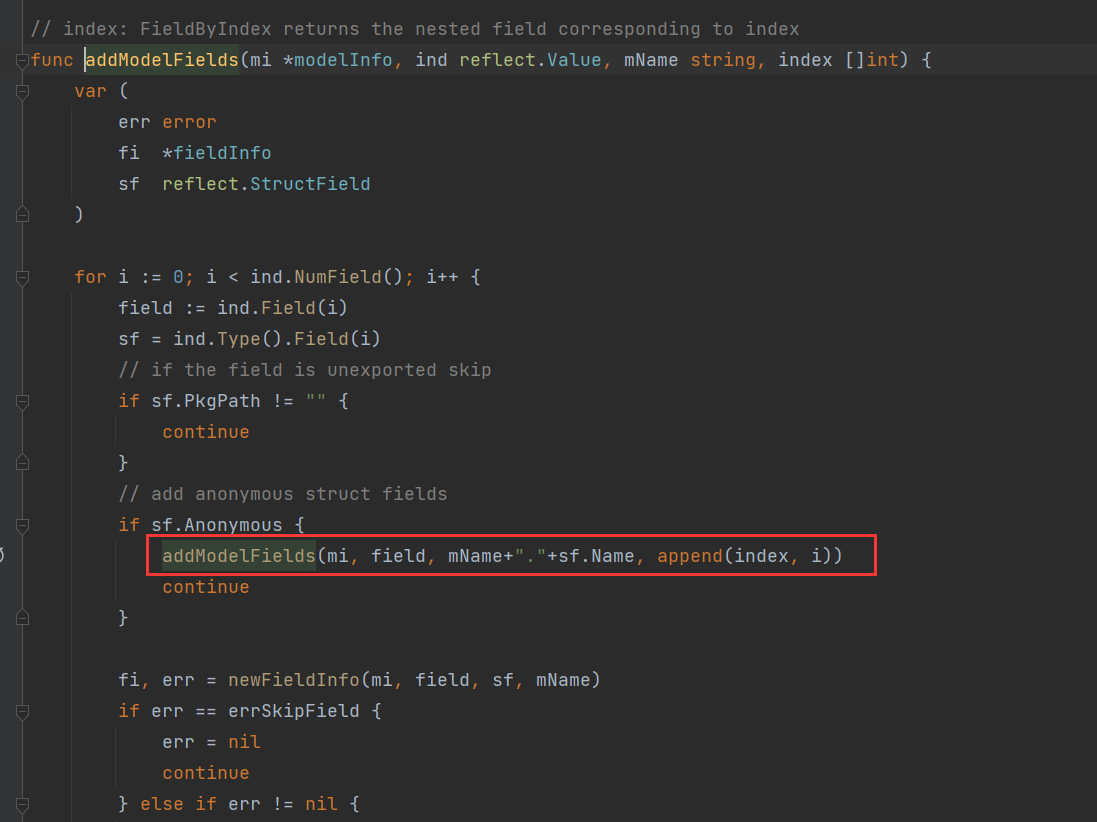 // index: FieldByIndex returns the nested field corresponding to index
func addModelFields(mi *modelInfo, ind reflect.Value, mName string, index []int) {
    var (
        err error
        fi  *fieldInfo
        sf  reflect.StructField
    )
    for i := 0; i < ind.NumField(); i++ {
        field := ind.Field(i)
        sf = ind.Type().Field(i)
        // if the field is unexported skip
        if sf.PkgPath != "" {
            continue
        }
        // add anonymous struct fields
        if sf.Anonymous {
            addModelFields(mi, field, mName+"."+sf.Name, append(index, i))
            continue
        }
        fi, err = newFieldInfo(mi, field, sf, mName)
        if err == errSkipField {
            err = nil
            continue
        } else if err != nil {